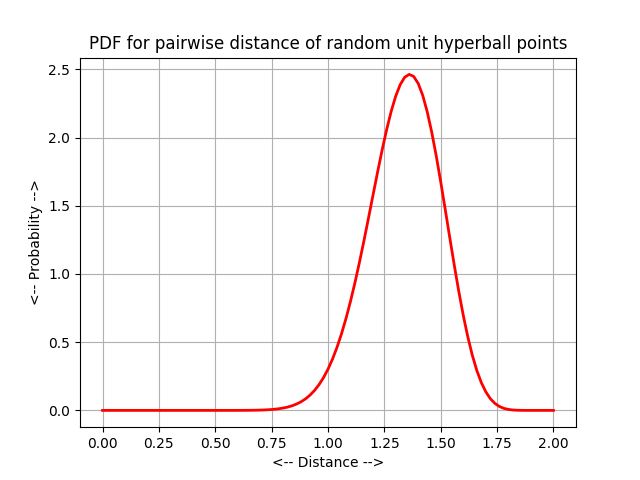 PDF for pairwise distance of random unit hyperball points
2.5
2.0
1.5
1.0
0.5
0.0
<-- Probability -->
0.00 0.25 0.50 0.75 1.00 1.25 1.50 1.75 2.00
<-- Distance -->